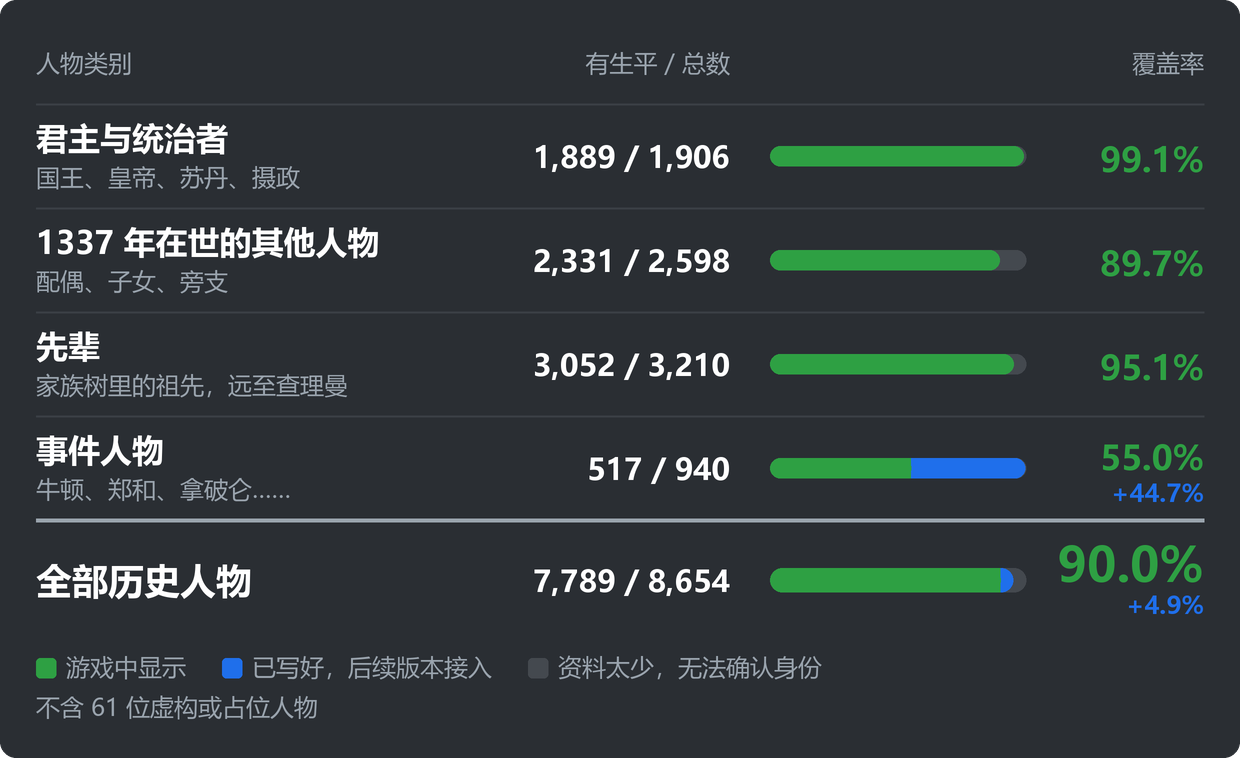 人物类别 有生平 / 总数 覆盖率
君主与统治者 1,889 / 1,906 99.1%
国王、皇帝、苏丹、摄政
1337 年在世的其他人物 2,331 / 2,598 89.7%
配偶、子女、旁支
先辈 3,052 / 3,210 95.1%
家族树里的祖先，远至查理曼
事件人物 517 / 940 55.0%
牛顿、郑和、拿破仑…… +44.7%
全部历史人物 7,789 / 8,654 90.0%
+4.9%
游戏中显示 已写好，后续版本接入 资料太少，无法确认身份
不含 61 位虚构或占位人物